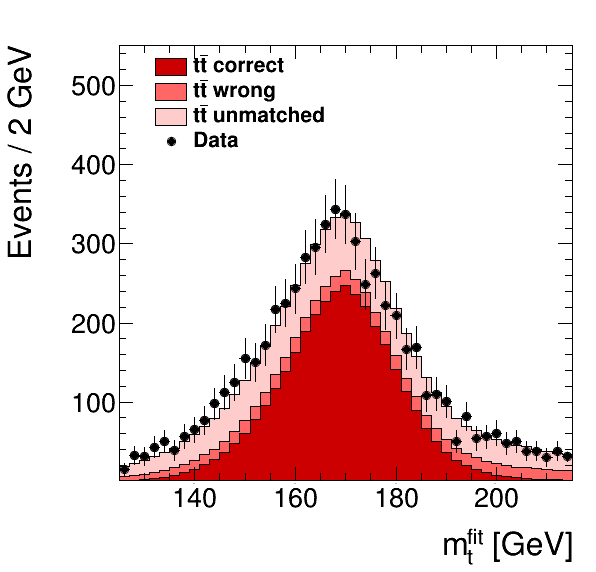 Events / 2 GeV
500
400
300
200
100
tt̄ correct
tt̄ wrong
tt̄ unmatched
Data
140 160 180 200
m_t^fit [GeV]